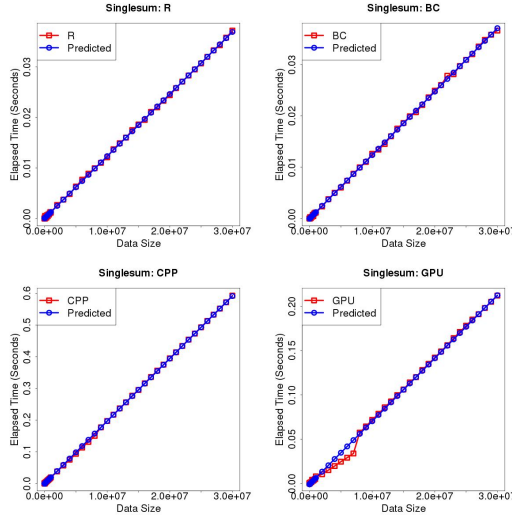 Singlesum: R
R
Predicted
Elapsed Time (Seconds)
0.00
0.01
0.02
0.03
0.0e+00
1.0e+07
2.0e+07
3.0e+07
Data Size
Singlesum: BC
BC
Predicted
Elapsed Time (Seconds)
0.00
0.01
0.02
0.03
0.0e+00
1.0e+07
2.0e+07
3.0e+07
Data Size
Singlesum: CPP
CPP
Predicted
Elapsed Time (Seconds)
0.0
0.1
0.2
0.3
0.4
0.5
0.6
0.0e+00
1.0e+07
2.0e+07
3.0e+07
Data Size
Singlesum: GPU
GPU
Predicted
Elapsed Time (Seconds)
0.00
0.05
0.10
0.15
0.20
0.0e+00
1.0e+07
2.0e+07
3.0e+07
Data Size